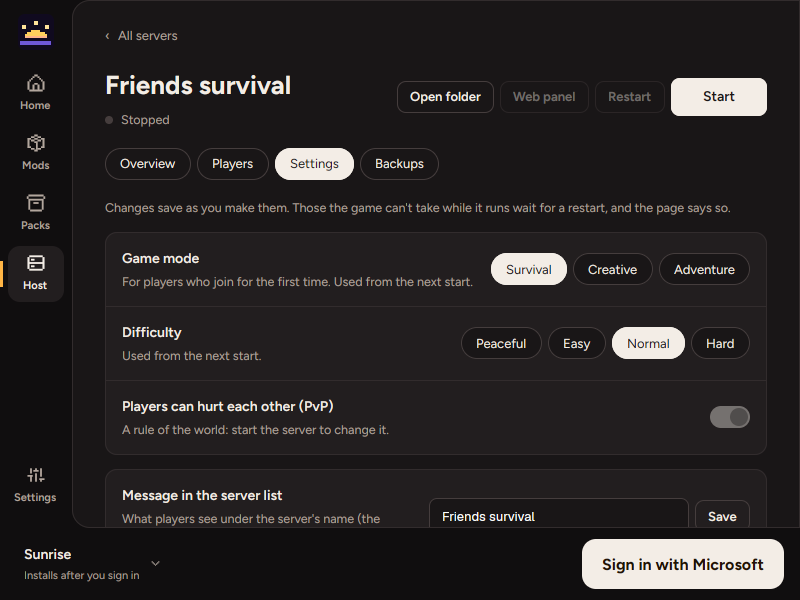 ‹ All servers
Friends survival
Stopped
Open folder
Web panel
Restart
Start
Overview
Players
Settings
Backups
Changes save as you make them. Those the game can't take while it runs wait for a restart, and the page says so.
Game mode
For players who join for the first time. Used from the next start.
Survival
Creative
Adventure
Difficulty
Used from the next start.
Peaceful
Easy
Normal
Hard
Players can hurt each other (PvP)
A rule of the world: start the server to change it.
Message in the server list
What players see under the server's name (the
Friends survival
Save
Home
Mods
Packs
Host
Settings
Sunrise
Installs after you sign in
Sign in with Microsoft